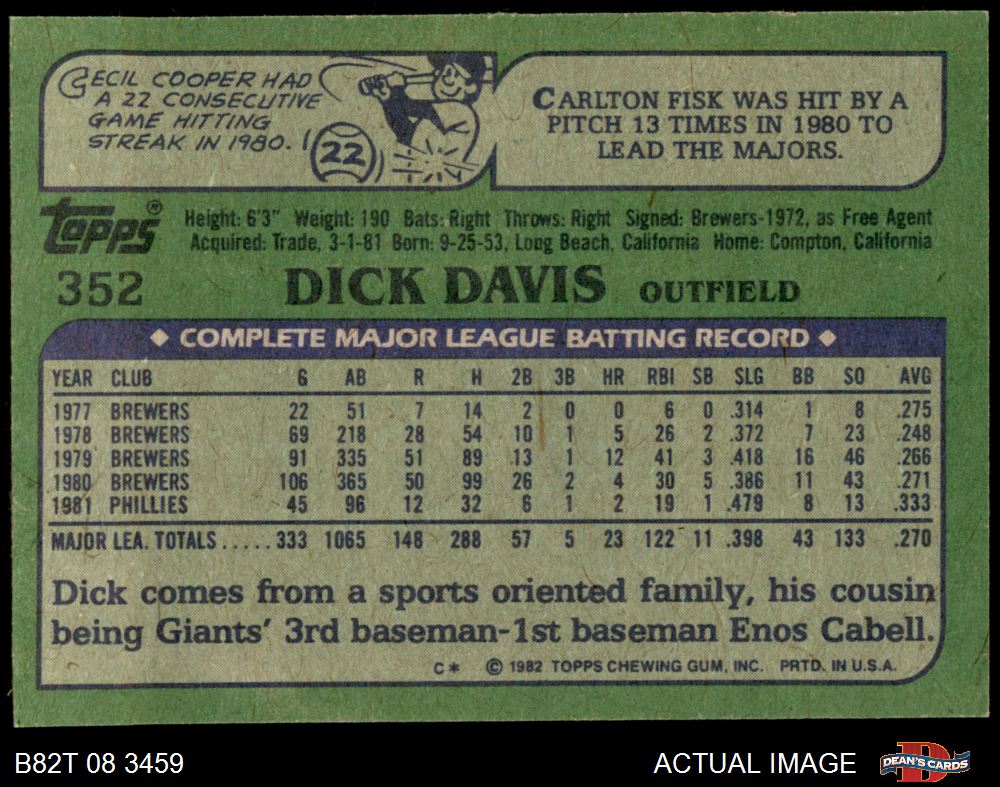 CECIL COOPER HAD
A 22 CONSECUTIVE
GAME HITTING
STREAK IN 1980.
22
CARLTON FISK WAS HIT BY A
PITCH 13 TIMES IN 1980 TO
LEAD THE MAJORS.
topps®
Height: 6'3" Weight: 190 Bats: Right Throws: Right Signed: Brewers-1972, as Free Agent
Acquired: Trade, 3-1-81 Born: 9-25-53, Long Beach, California Home: Compton, California
352 DICK DAVIS OUTFIELD
◆ COMPLETE MAJOR LEAGUE BATTING RECORD ◆
YEAR CLUB G AB R H 2B 3B HR RBI SB SLG BB SO AVG
1977 BREWERS 22 51 7 14 2 0 0 6 0 .314 1 8 .275
1978 BREWERS 69 218 28 54 10 1 5 26 2 .372 7 23 .248
1979 BREWERS 91 335 51 89 13 1 12 41 3 .418 16 46 .266
1980 BREWERS 106 365 50 99 26 2 4 30 5 .386 11 43 .271
1981 PHILLIES 45 96 12 32 6 1 2 19 1 .479 8 13 .333
MAJOR LEA. TOTALS ..... 333 1065 148 288 57 5 23 122 11 .398 43 133 .270
Dick comes from a sports oriented family, his cousin
being Giants' 3rd baseman-1st baseman Enos Cabell.
C* © 1982 TOPPS CHEWING GUM, INC. PRTD. IN U.S.A.
B82T 08 3459 ACTUAL IMAGE DEAN'S CARDS